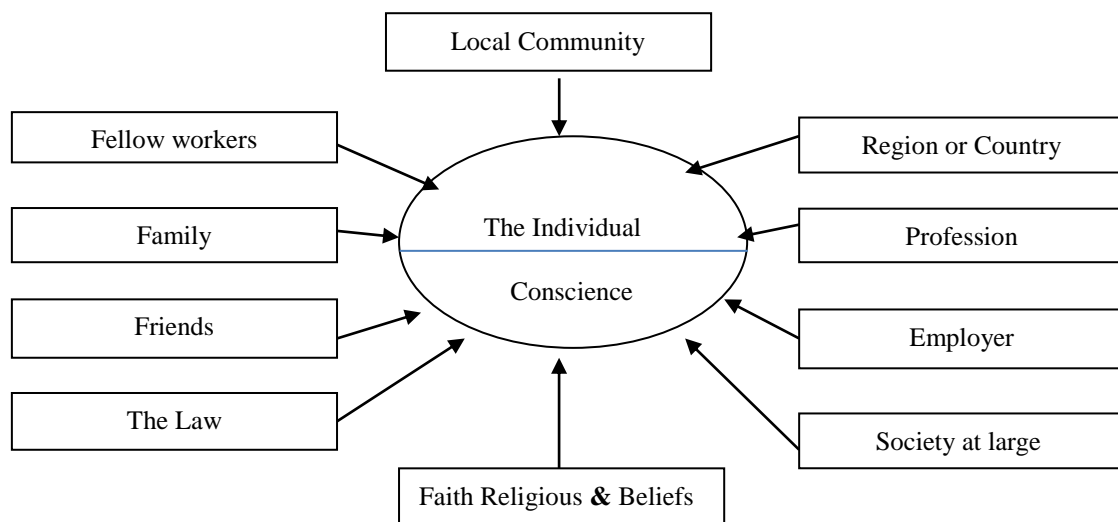 Local Community
Fellow workers
Region or Country
The Individual
Family
Profession
Conscience
Friends
Employer
The Law
Society at large
Faith Religious & Beliefs